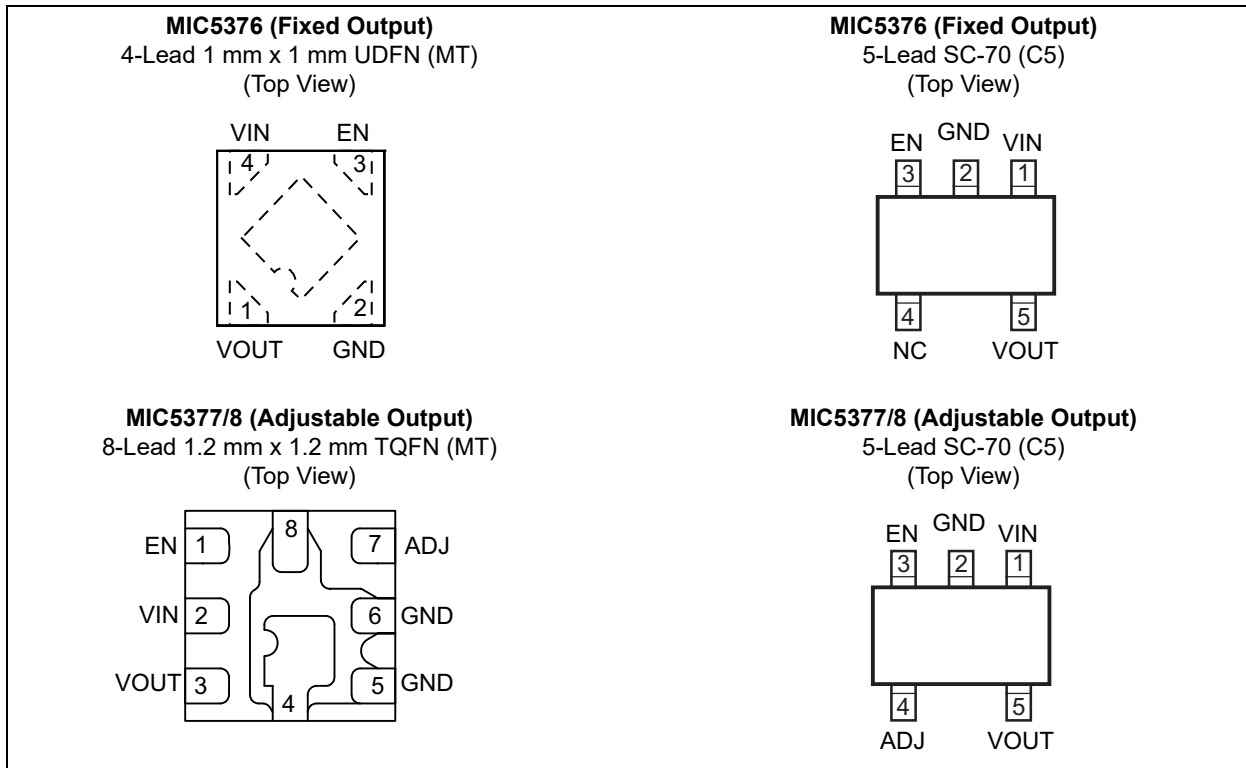 MIC5376 (Fixed Output)
4-Lead 1 mm x 1 mm UDFN (MT)
(Top View)
VIN EN
4 3
1 2
VOUT GND
MIC5376 (Fixed Output)
5-Lead SC-70 (C5)
(Top View)
EN GND VIN
3 2 1
4 5
NC VOUT
MIC5377/8 (Adjustable Output)
8-Lead 1.2 mm x 1.2 mm TQFN (MT)
(Top View)
8
EN 1 7 ADJ
VIN 2 6 GND
VOUT 3 5 GND
4
MIC5377/8 (Adjustable Output)
5-Lead SC-70 (C5)
(Top View)
EN GND VIN
3 2 1
4 5
ADJ VOUT